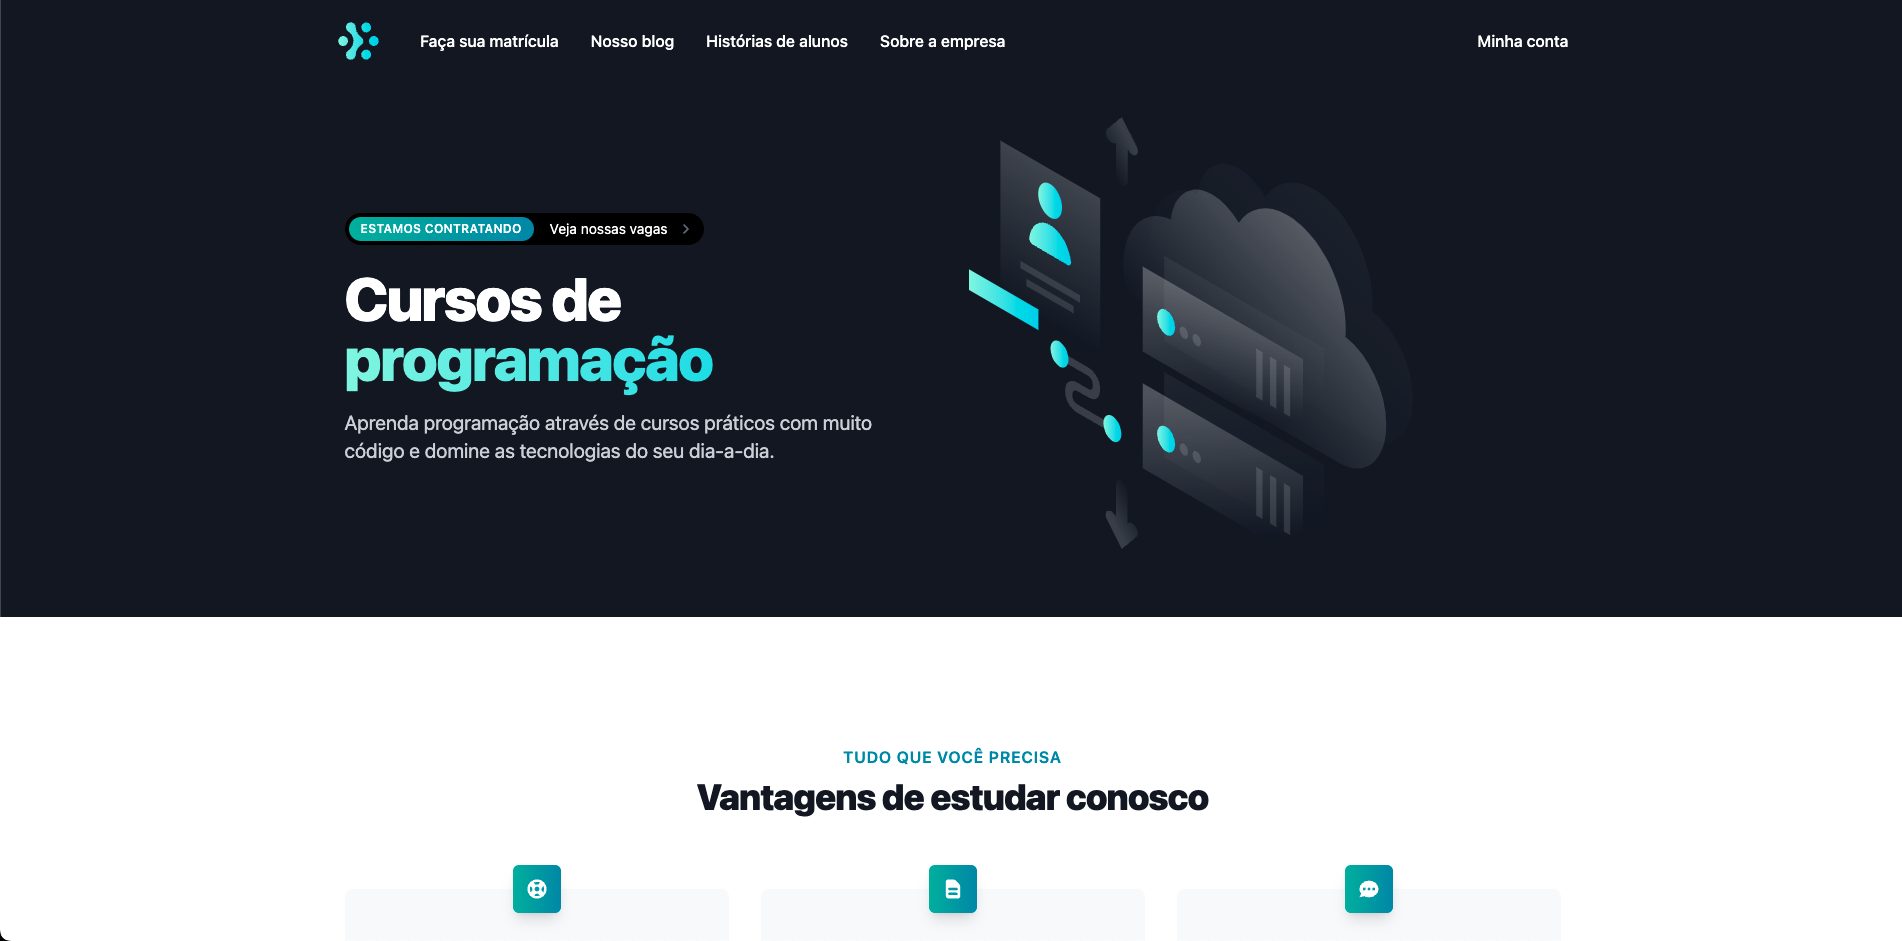 Faça sua matrícula Nosso blog Histórias de alunos Sobre a empresa Minha conta
ESTAMOS CONTRATANDO Veja nossas vagas
Cursos de
programação
Aprenda programação através de cursos práticos com muito
código e domine as tecnologias do seu dia-a-dia.
TUDO QUE VOCÊ PRECISA
Vantagens de estudar conosco